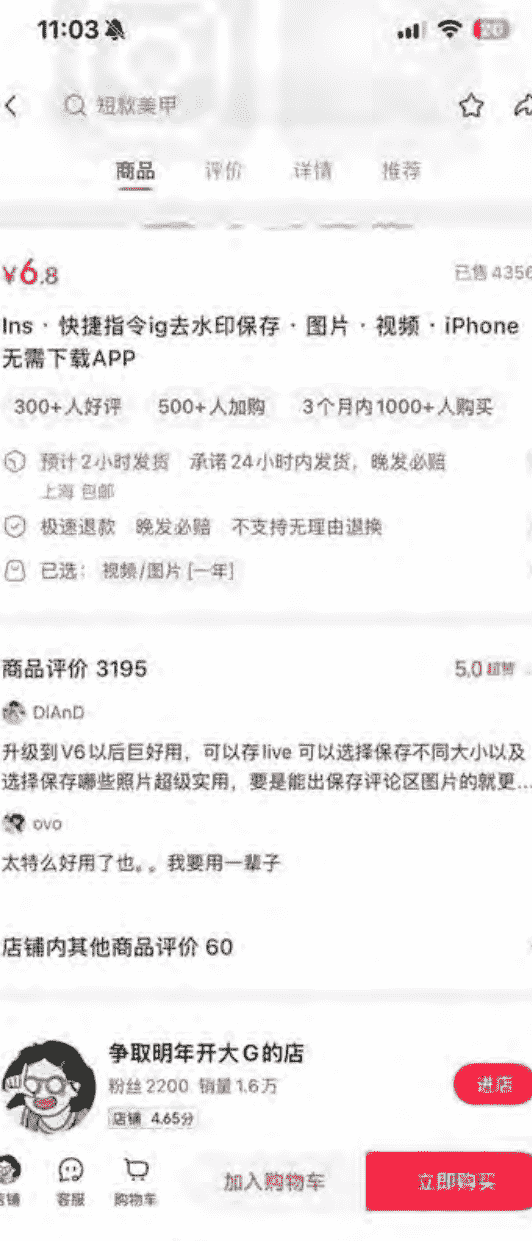 11:03
20
短款美甲
商品 评价 详情 推荐
¥6.8
已售 4356
Ins · 快捷指令ig去水印保存 · 图片 · 视频 · iPhone
无需下载APP
300+人好评 500+人加购 3个月内1000+人购买
预计2小时发货 承诺24小时内发货，晚发必赔
上海 包邮
极速退款 晚发必赔 不支持无理由退换
已选： 视频/图片 [一年]
商品评价 3195
5.0 超赞
DIAnD
升级到V6以后巨好用，可以存live 可以选择保存不同大小以及
选择保存哪些照片超级实用，要是能出保存评论区图片的就更...
ovo
太特么好用了也。。我要用一辈子
店铺内其他商品评价 60
争取明年开大G的店
粉丝 2200 销量 1.6万
进店
店铺 4.65分
店铺 客服 购物车 加入购物车 立即购买